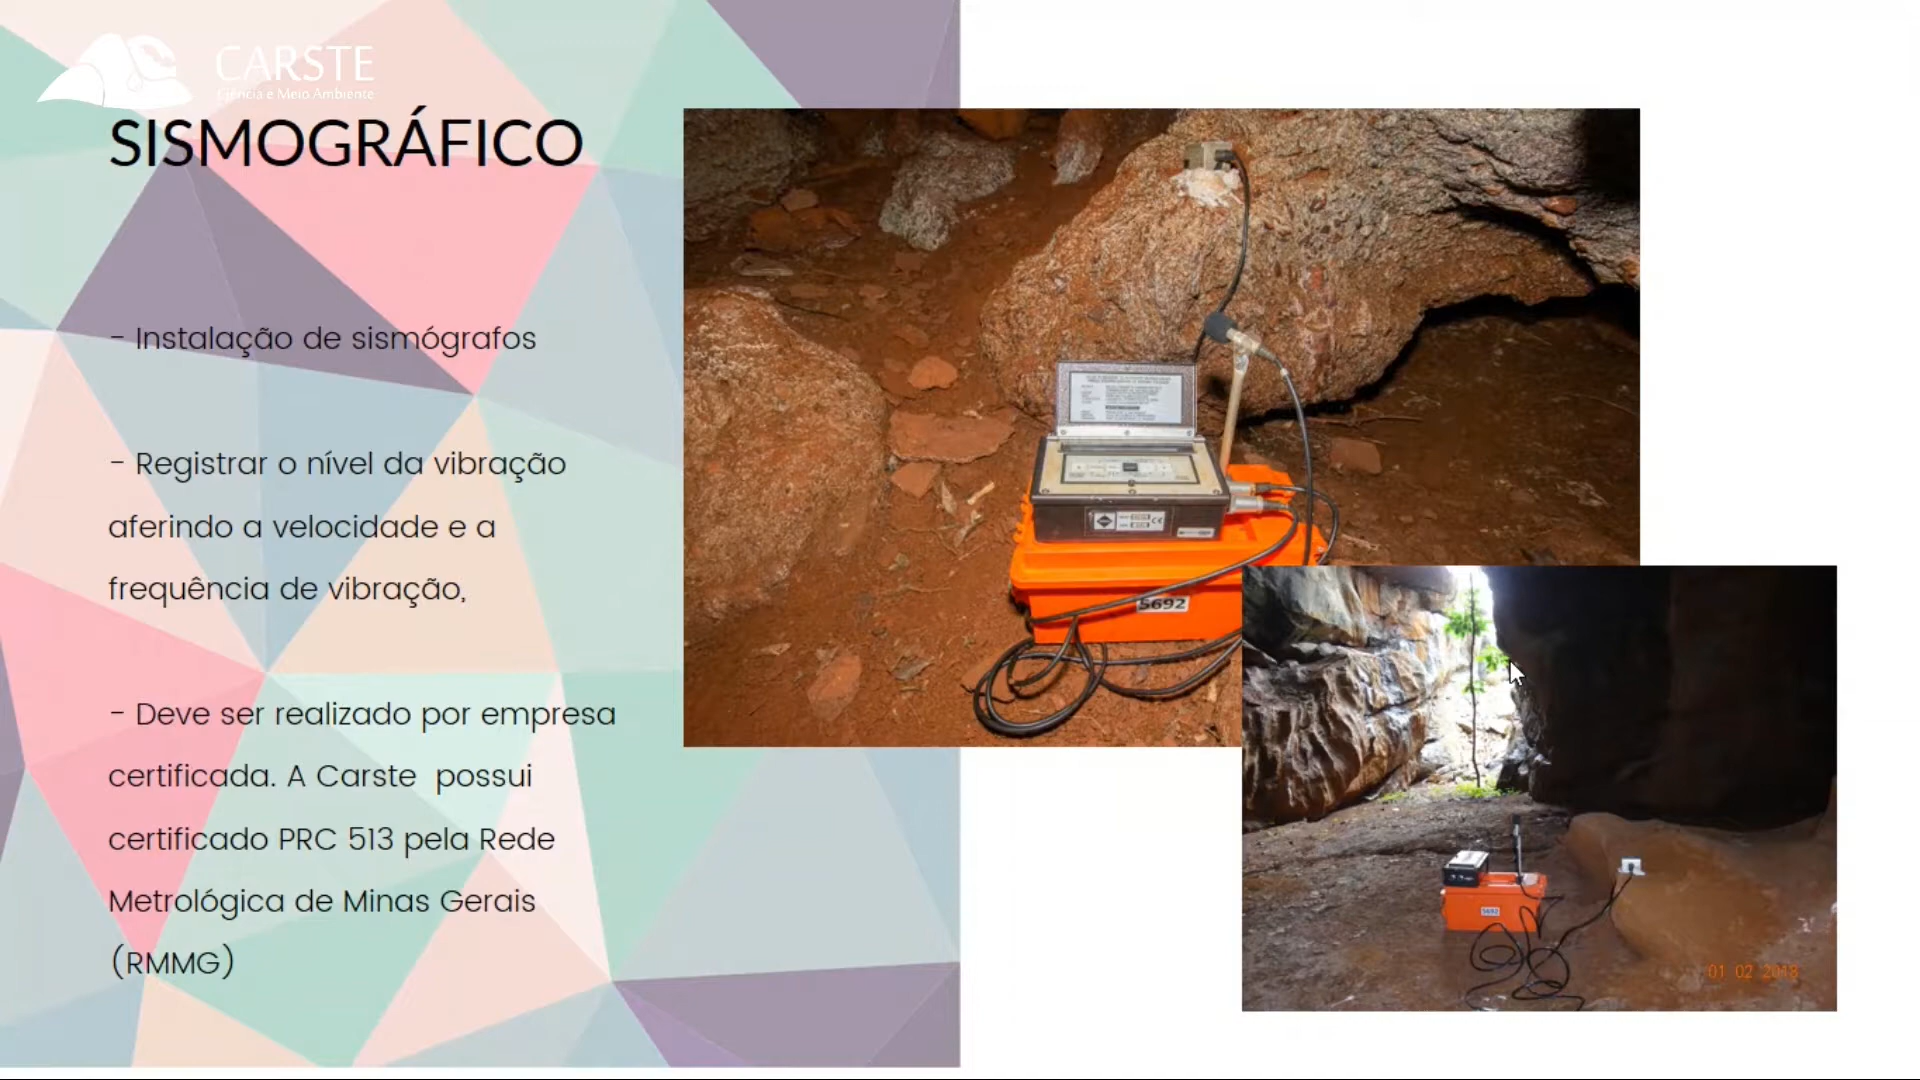 CARSTE
Ciência e Meio Ambiente
SISMOGRÁFICO
- Instalação de sismógrafos
- Registrar o nível da vibração
aferindo a velocidade e a
frequência de vibração,
- Deve ser realizado por empresa
certificada. A Carste possui
certificado PRC 513 pela Rede
Metrológica de Minas Gerais
(RMMG)
5692
5692
01 02 2018